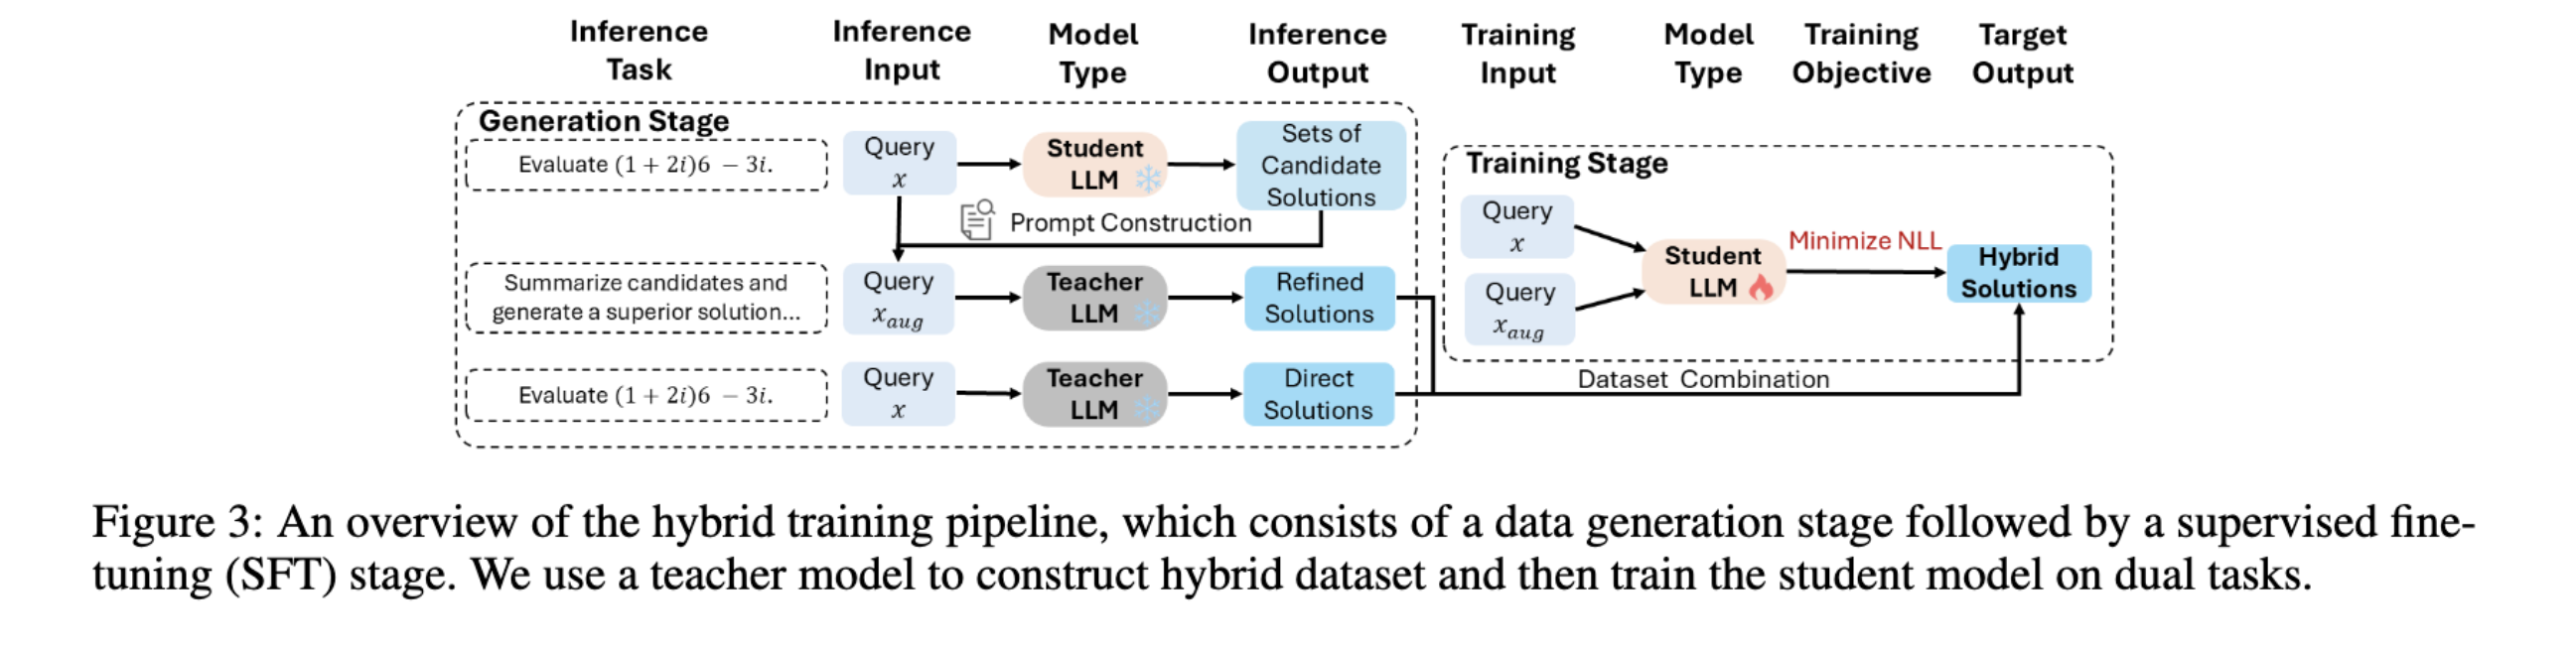 Inference Task
Inference Input
Model Type
Inference Output
Training Input
Model Type
Training Objective
Target Output
Generation Stage
Evaluate (1 + 2i)6 − 3i.
Query
x
Student
LLM
Sets of
Candidate
Solutions
Prompt Construction
Summarize candidates and
generate a superior solution...
Query
x_aug
Teacher
LLM
Refined
Solutions
Evaluate (1 + 2i)6 − 3i.
Query
x
Teacher
LLM
Direct
Solutions
Training Stage
Query
x
Query
x_aug
Student
LLM
Minimize NLL
Hybrid
Solutions
Dataset Combination
Figure 3: An overview of the hybrid training pipeline, which consists of a data generation stage followed by a supervised fine-
tuning (SFT) stage. We use a teacher model to construct hybrid dataset and then train the student model on dual tasks.